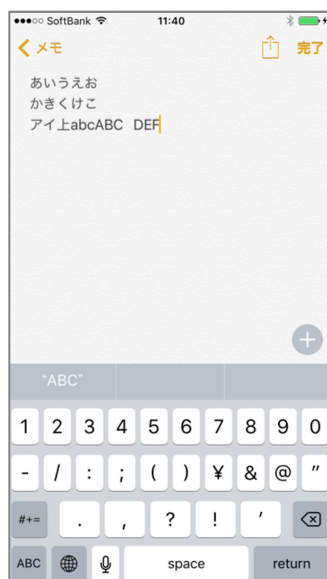 SoftBank 11:40
メモ 完了
あいうえお
かきくけこ
アイ上abcABC  DEF
“ABC”
1 2 3 4 5 6 7 8 9 0
- / : ; ( ) ¥ & @ "
#+= . , ? ! ′
ABC space return